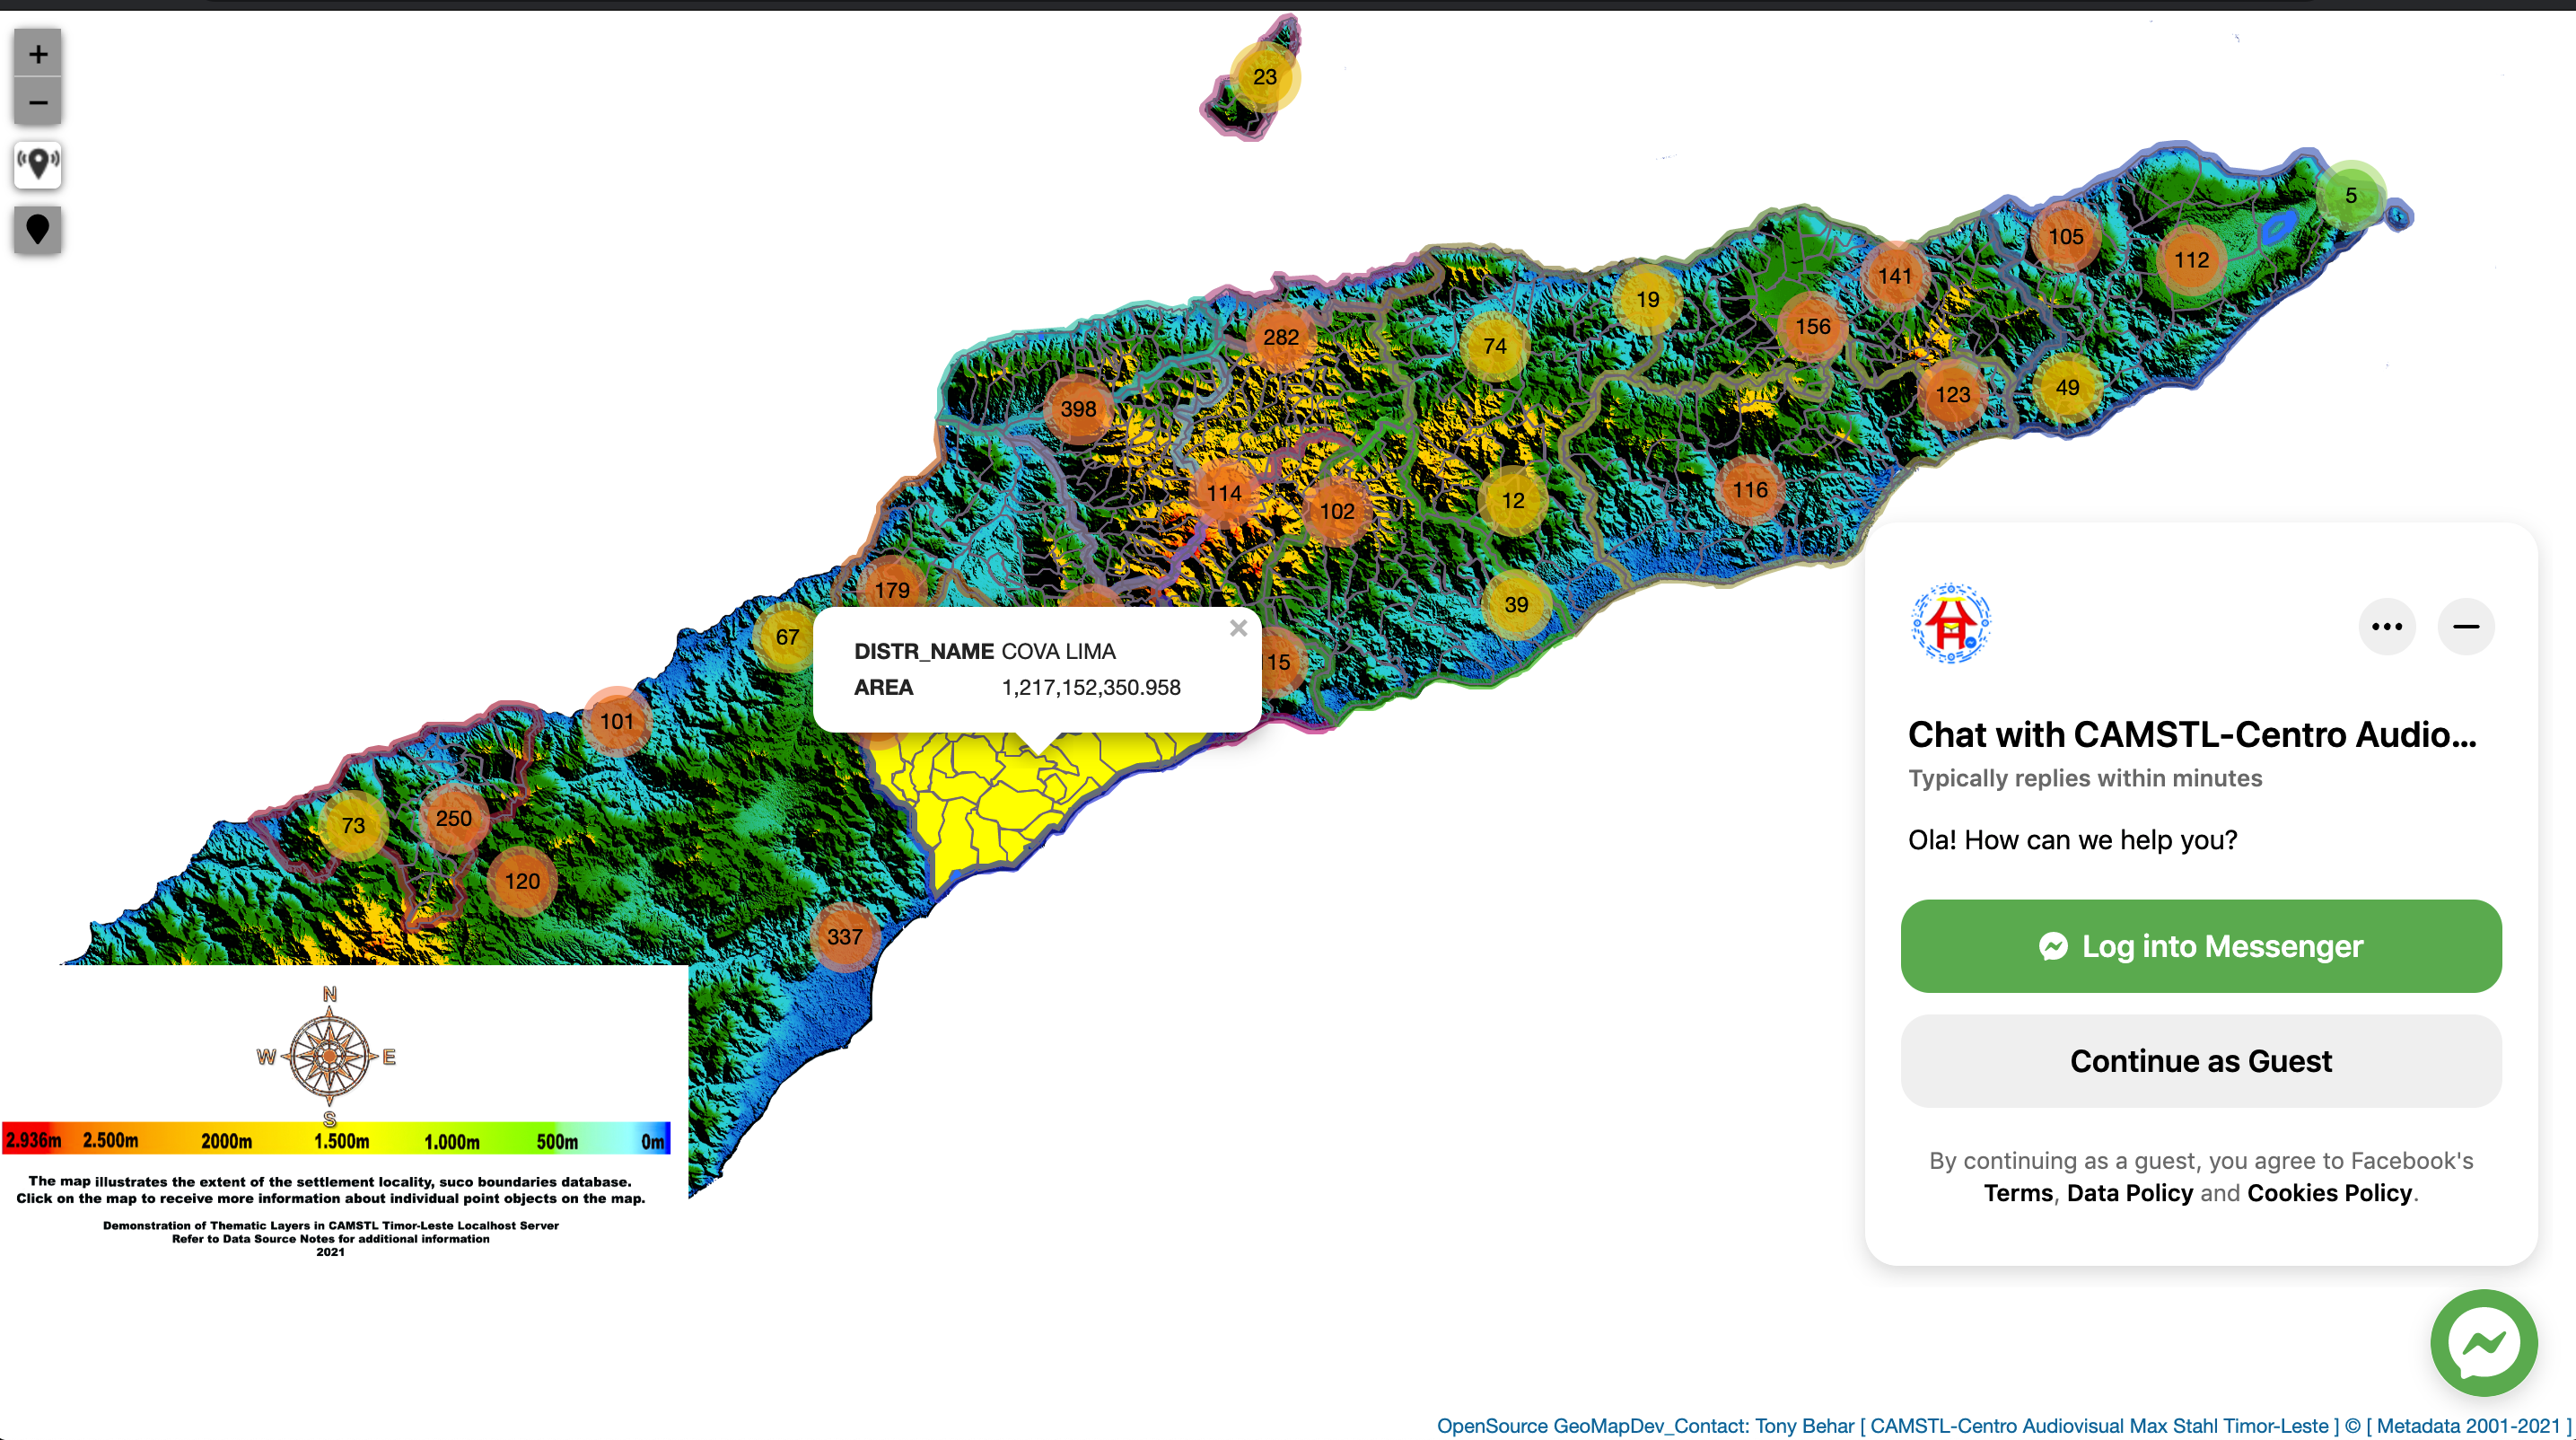 +
−
23
5
105
112
141
19
282
156
74
49
123
398
116
114
12
102
179
39
67
DISTR_NAME COVA LIMA
×
AREA 1,217,152,350.958
15
101
73
250
120
337
N
W E
S
2.936m 2.500m 2000m 1.500m 1.000m 500m 0m
The map illustrates the extent of the settlement locality, suco boundaries database.
Click on the map to receive more information about individual point objects on the map.
Demonstration of Thematic Layers in CAMSTL Timor-Leste Localhost Server
Refer to Data Source Notes for additional information
2021
Chat with CAMSTL-Centro Audio...
Typically replies within minutes
Ola! How can we help you?
Log into Messenger
Continue as Guest
By continuing as a guest, you agree to Facebook's
Terms, Data Policy and Cookies Policy.
OpenSource GeoMapDev_Contact: Tony Behar [ CAMSTL-Centro Audiovisual Max Stahl Timor-Leste ] © [ Metadata 2001-2021 ]